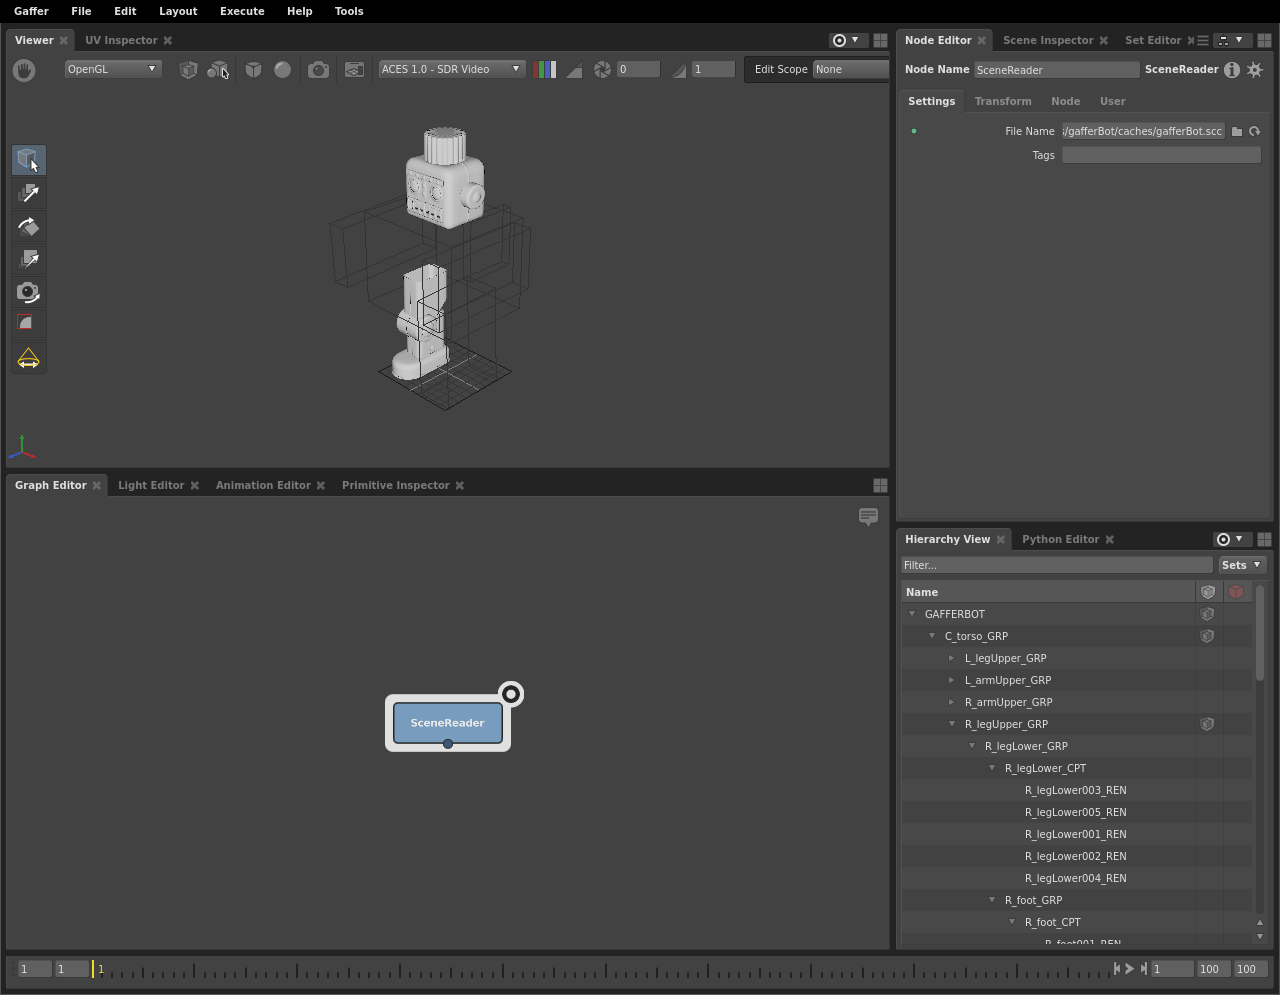 Gaffer File Edit Layout Execute Help Tools
Viewer UV Inspector
OpenGL ACES 1.0 - SDR Video 0 1 Edit Scope None
Node Editor Scene Inspector Set Editor
Node Name SceneReader SceneReader
Settings Transform Node User
File Name /gafferBot/caches/gafferBot.scc
Tags
Graph Editor Light Editor Animation Editor Primitive Inspector
SceneReader
Hierarchy View Python Editor
Filter... Sets
Name
GAFFERBOT
C_torso_GRP
L_legUpper_GRP
L_armUpper_GRP
R_armUpper_GRP
R_legUpper_GRP
R_legLower_GRP
R_legLower_CPT
R_legLower003_REN
R_legLower005_REN
R_legLower001_REN
R_legLower002_REN
R_legLower004_REN
R_foot_GRP
R_foot_CPT
R_foot001_REN
1 1 1 1 100 100